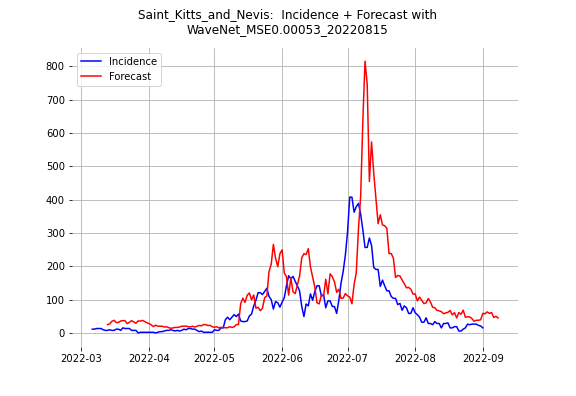 Saint_Kitts_and_Nevis:  Incidence + Forecast with
WaveNet_MSE0.00053_20220815
Incidence
Forecast
800
700
600
500
400
300
200
100
0
2022-03 2022-04 2022-05 2022-06 2022-07 2022-08 2022-09